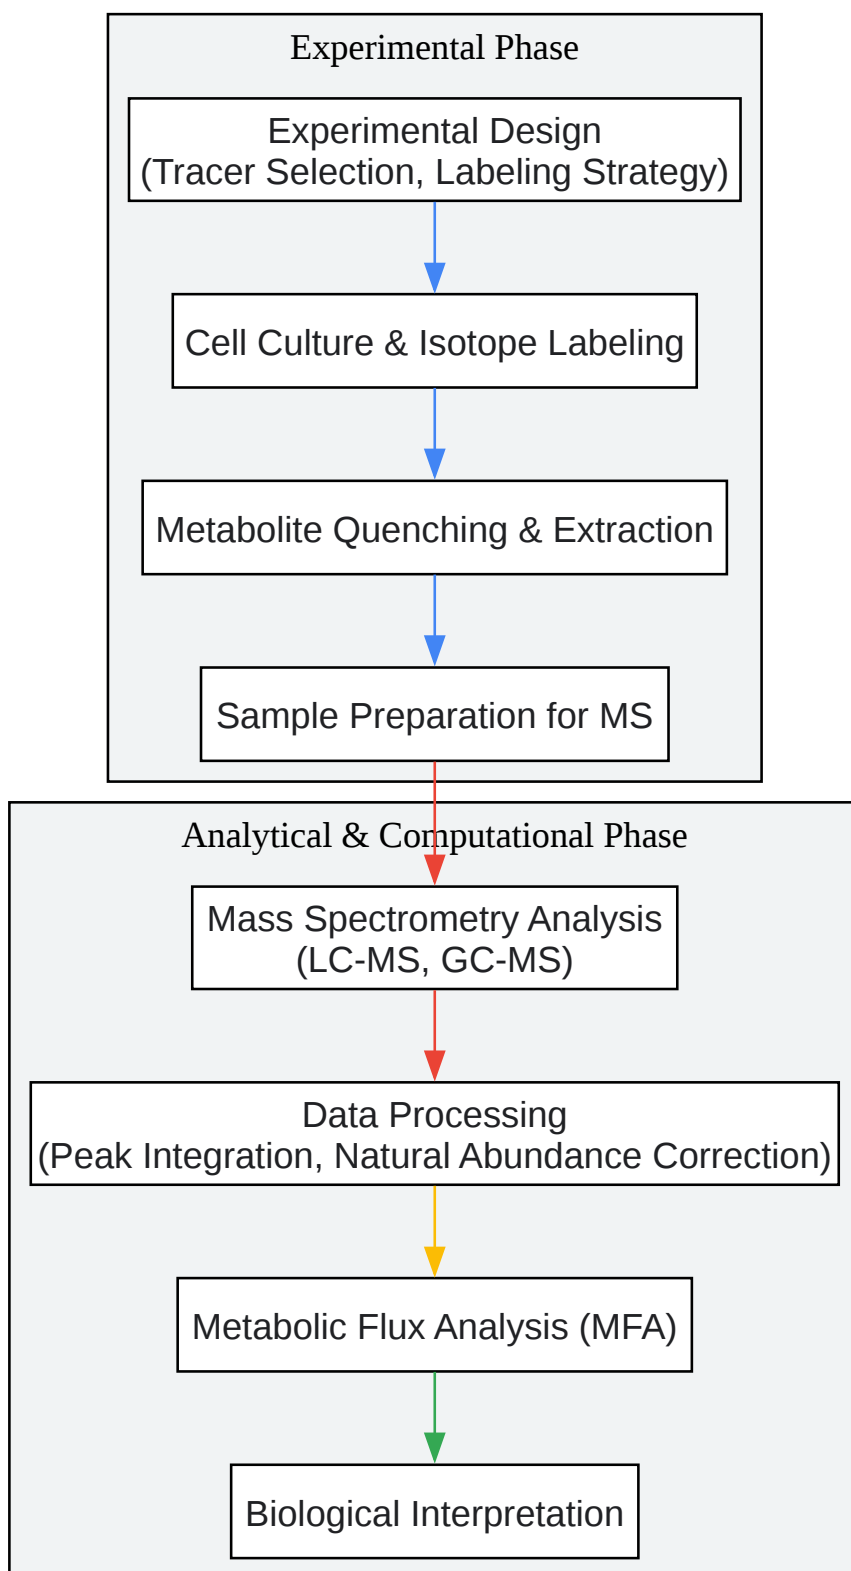 Experimental Phase
Experimental Design
(Tracer Selection, Labeling Strategy)
Cell Culture & Isotope Labeling
Metabolite Quenching & Extraction
Sample Preparation for MS
Analytical & Computational Phase
Mass Spectrometry Analysis
(LC-MS, GC-MS)
Data Processing
(Peak Integration, Natural Abundance Correction)
Metabolic Flux Analysis (MFA)
Biological Interpretation